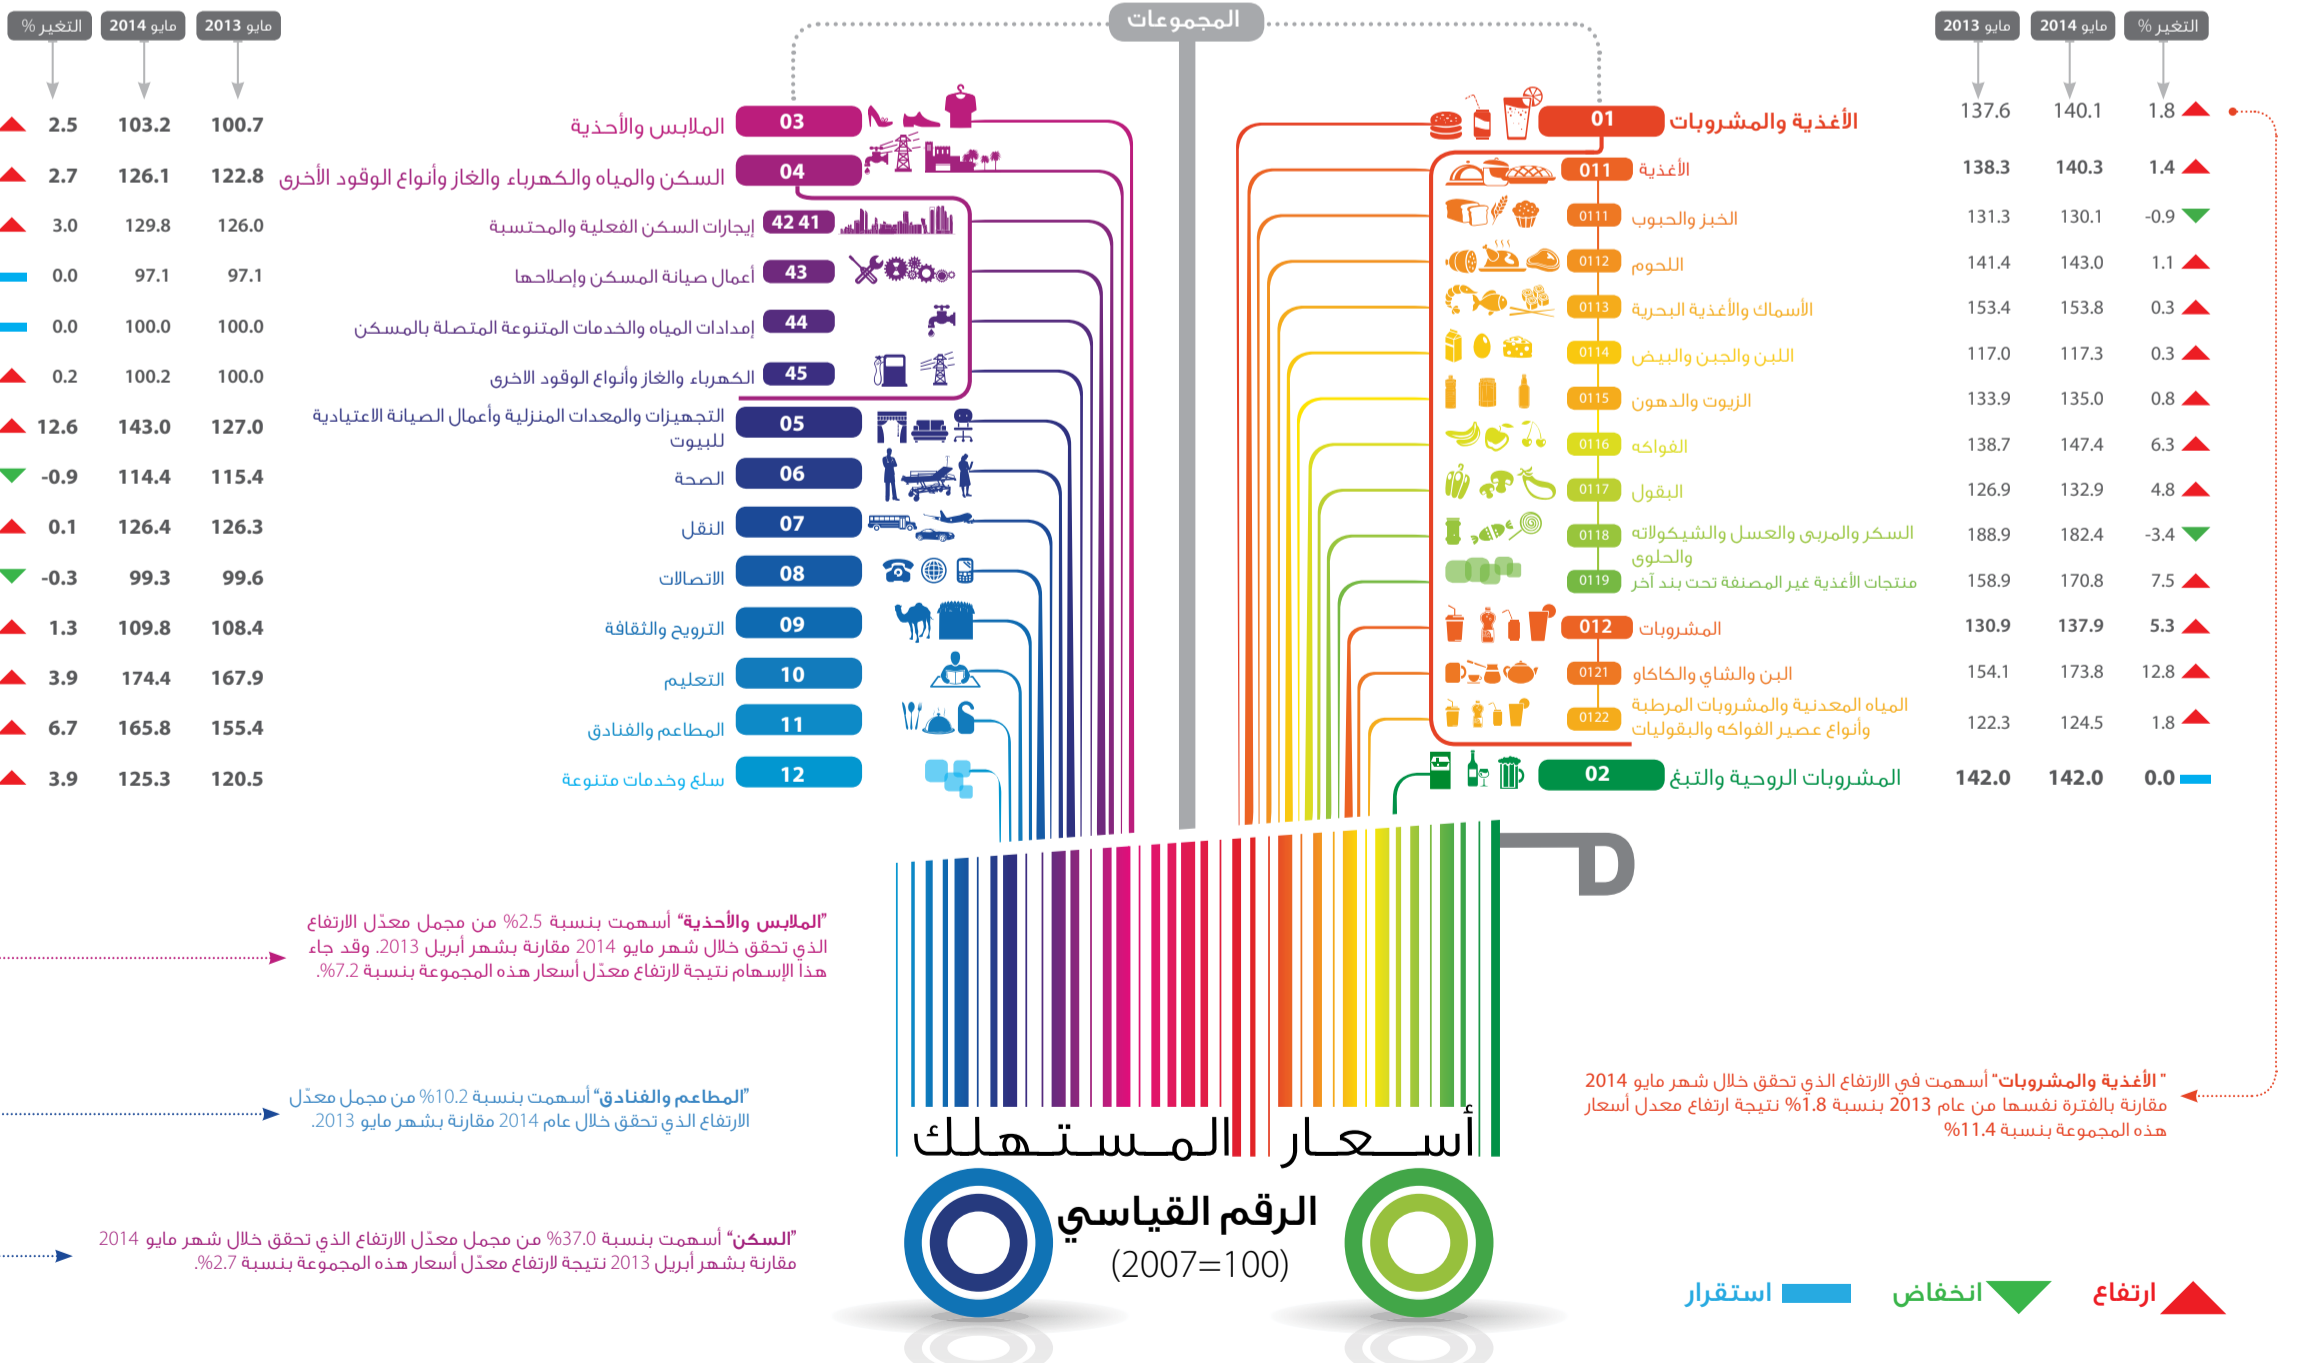 المجموعات
التغير % مايو 2014 مايو 2013
01 الأغذية والمشروبات 137.6 140.1 1.8
011 الأغذية 138.3 140.3 1.4
0111 الخبز والحبوب 131.3 130.1 -0.9
0112 اللحوم 141.4 143.0 1.1
0113 الأسماك والأغذية البحرية 153.4 153.8 0.3
0114 اللبن والجبن والبيض 117.0 117.3 0.3
0115 الزيوت والدهون 133.9 135.0 0.8
0116 الفواكه 138.7 147.4 6.3
0117 البقول 126.9 132.9 4.8
0118 السكر والمربى والعسل والشيكولاته 188.9 182.4 -3.4
والحلوى
0119 منتجات الأغذية غير المصنفة تحت بند آخر 158.9 170.8 7.5
012 المشروبات 130.9 137.9 5.3
0121 البن والشاي والكاكاو 154.1 173.8 12.8
المياه المعدنية والمشروبات المرطبة
0122 وأنواع عصير الفواكه والبقوليات 122.3 124.5 1.8
02 المشروبات الروحية والتبغ 142.0 142.0 0.0
مايو 2013 مايو 2014 التغير %
03 الملابس والأحذية 100.7 103.2 2.5
04 السكن والمياه والكهرباء والغاز وأنواع الوقود الأخرى 122.8 126.1 2.7
42 41 إيجارات السكن الفعلية والمحتسبة 126.0 129.8 3.0
43 أعمال صيانة المسكن وإصلاحها 97.1 97.1 0.0
44 إمدادات المياه والخدمات المتنوعة المتصلة بالمسكن 100.0 100.0 0.0
45 الكهرباء والغاز وأنواع الوقود الاخرى 100.0 100.2 0.2
05 التجهيزات والمعدات المنزلية وأعمال الصيانة الاعتيادية 127.0 143.0 12.6
للبيوت
06 الصحة 115.4 114.4 -0.9
07 النقل 126.3 126.4 0.1
08 الاتصالات 99.6 99.3 -0.3
09 الترويح والثقافة 108.4 109.8 1.3
10 التعليم 167.9 174.4 3.9
11 المطاعم والفنادق 155.4 165.8 6.7
12 سلع وخدمات متنوعة 120.5 125.3 3.9
"الملابس والأحذية" أسهمت بنسبة 2.5% من مجمل معدّل الارتفاع
الذي تحقق خلال شهر مايو 2014 مقارنة بشهر أبريل 2013. وقد جاء
هذا الإسهام نتيجة لارتفاع معدّل أسعار هذه المجموعة بنسبة 7.2%.
"المطاعم والفنادق" أسهمت بنسبة 10.2% من مجمل معدّل
الارتفاع الذي تحقق خلال عام 2014 مقارنة بشهر مايو 2013.
"السكن" أسهمت بنسبة 37.0% من مجمل معدّل الارتفاع الذي تحقق خلال شهر مايو 2014
مقارنة بشهر أبريل 2013 نتيجة لارتفاع معدّل أسعار هذه المجموعة بنسبة 2.7%.
" الأغذية والمشروبات" أسهمت في الارتفاع الذي تحقق خلال شهر مايو 2014
مقارنة بالفترة نفسها من عام 2013 بنسبة 1.8% نتيجة ارتفاع معدل أسعار
هذه المجموعة بنسبة 11.4%
أسعار المستهلك
الرقم القياسي
(2007=100)
ارتفاع انخفاض استقرار